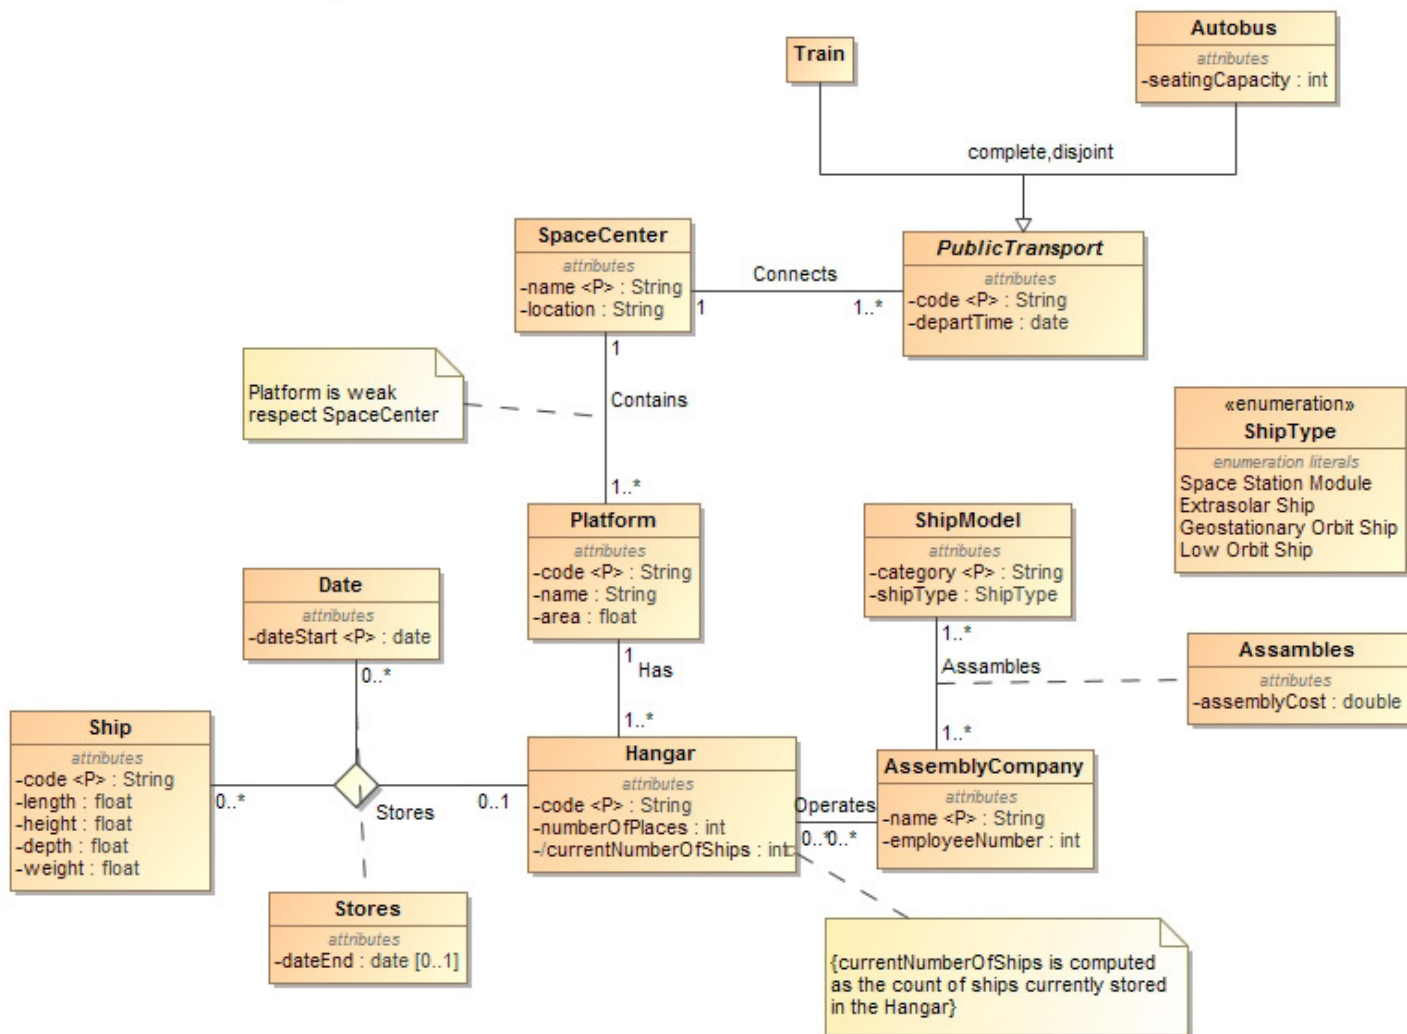 Train
Autobus
attributes
-seatingCapacity : int
complete,disjoint
SpaceCenter
attributes
-name <P> : String
-location : String
Connects
1
1..*
PublicTransport
attributes
-code <P> : String
-departTime : date
1
Platform is weak
respect SpaceCenter
Contains
1..*
«enumeration»
ShipType
enumeration literals
Space Station Module
Extrasolar Ship
Geostationary Orbit Ship
Low Orbit Ship
Platform
attributes
-code <P> : String
-name : String
-area : float
ShipModel
attributes
-category <P> : String
-shipType : ShipType
Date
attributes
-dateStart <P> : date
0..*
1
Has
1..*
1..*
Assambles
1..*
Assambles
attributes
-assemblyCost : double
Ship
attributes
-code <P> : String
-length : float
-height : float
-depth : float
-weight : float
0..*
Stores
0..1
Hangar
attributes
-code <P> : String
-numberOfPlaces : int
-/currentNumberOfShips : int
Operates
0..*
0..*
AssemblyCompany
attributes
-name <P> : String
-employeeNumber : int
Stores
attributes
-dateEnd : date [0..1]
{currentNumberOfShips is computed
as the count of ships currently stored
in the Hangar}